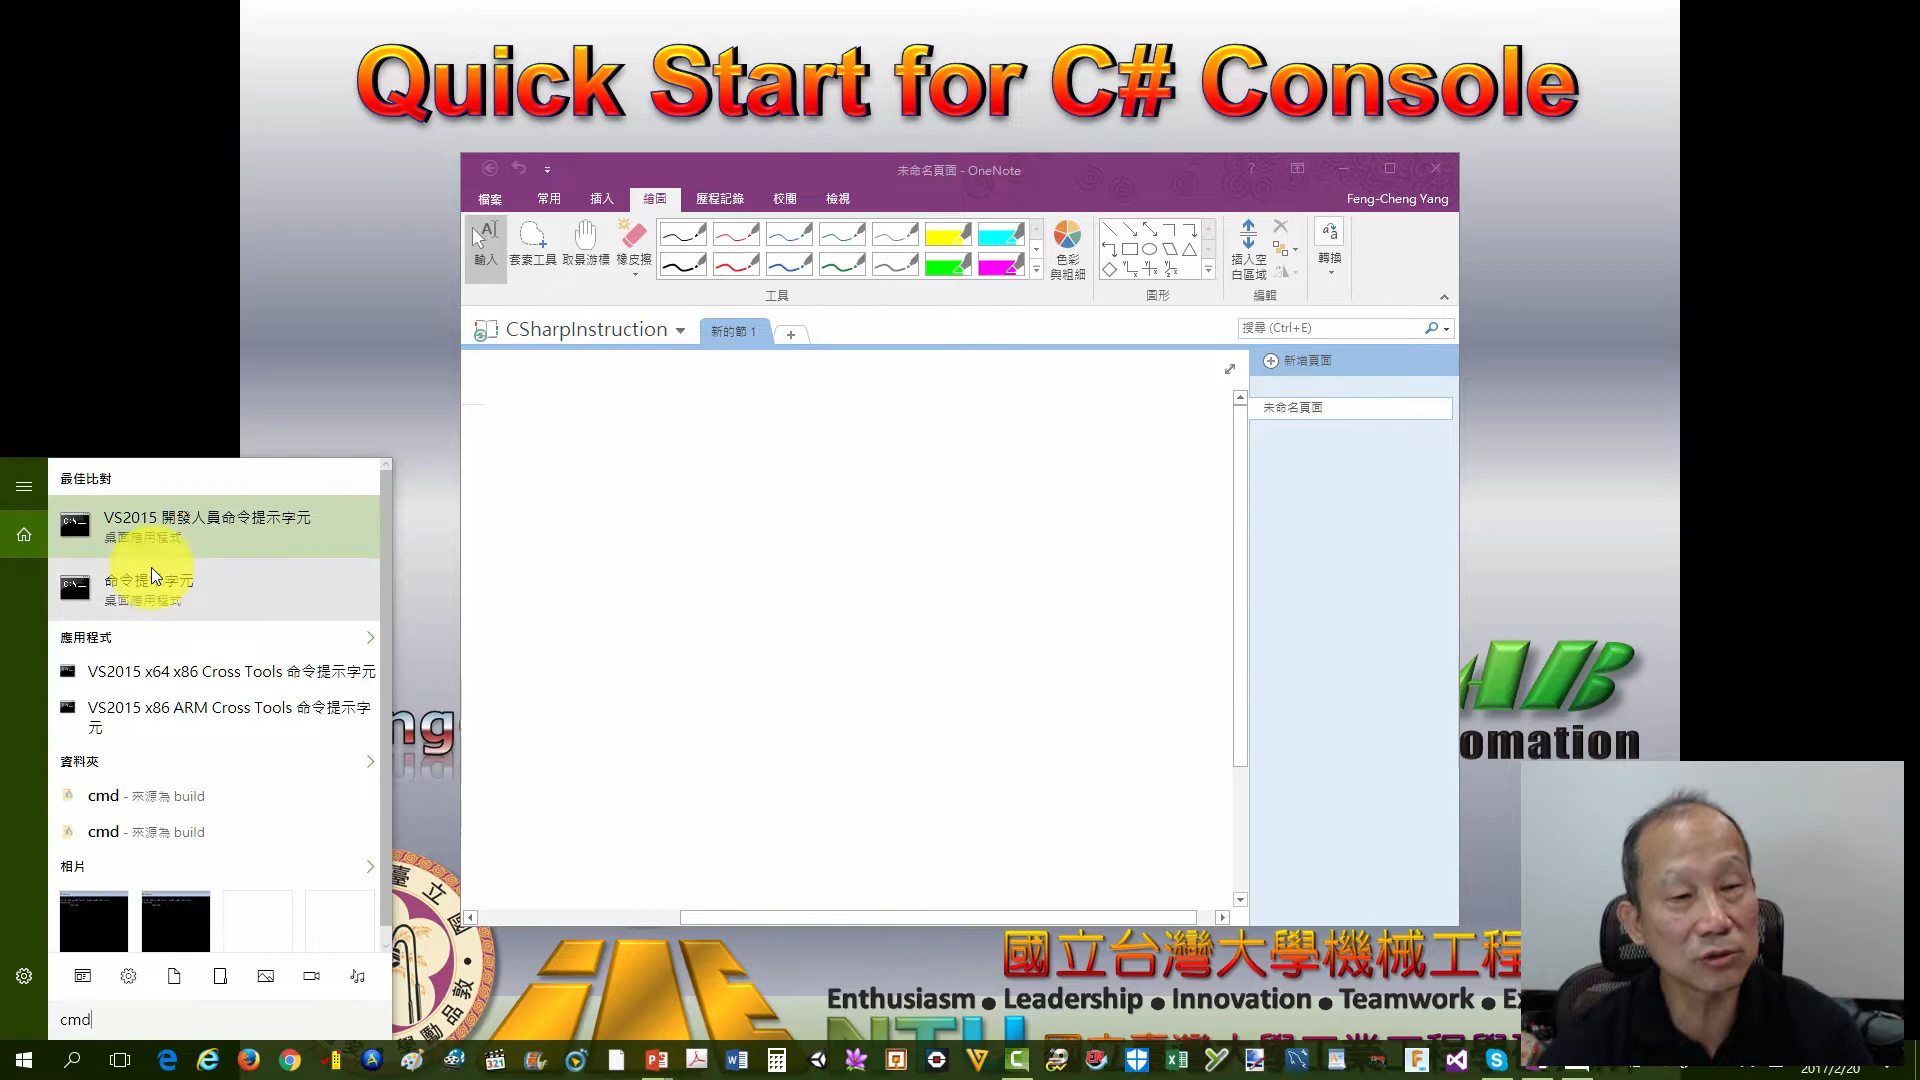 Quick Start for C# Console
未命名頁面 - OneNote
檔案 常用 插入 繪圖 歷程記錄 校閱 檢視
Feng-Cheng Yang
輸入 套索工具 取景游標 橡皮擦
色彩與粗細
插入空白區域
轉換
工具
圖形
編輯
CSharpInstruction
新的節 1
搜尋 (Ctrl+E)
新增頁面
未命名頁面
最佳比對
VS2015 開發人員命令提示字元
桌面應用程式
命令提示字元
桌面應用程式
應用程式
VS2015 x64 x86 Cross Tools 命令提示字元
VS2015 x86 ARM Cross Tools 命令提示字
元
資料夾
cmd - 來源為 build
cmd - 來源為 build
相片
cmd
AB
omation
國立台灣大學機械工程
Enthusiasm ● Leadership ● Innovation ● Teamwork ●
2017/2/20